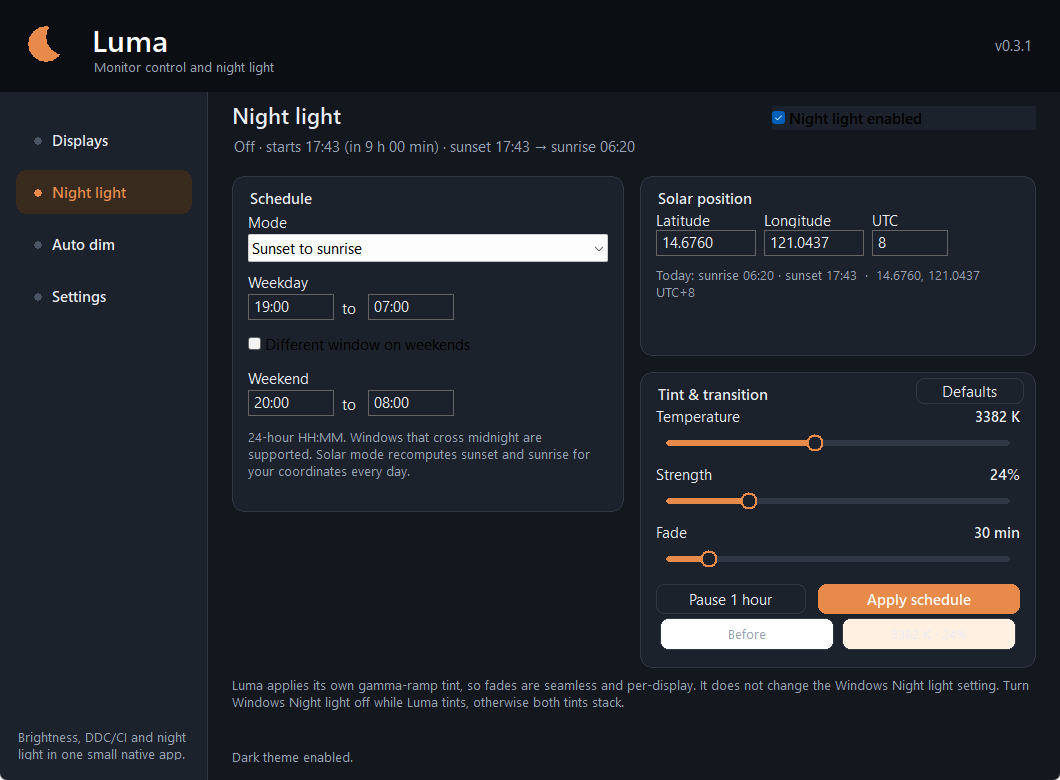 Luma
Monitor control and night light
v0.3.1
Displays
Night light
Auto dim
Settings
Brightness, DDC/CI and night
light in one small native app.
Night light
Night light enabled
Off · starts 17:43 (in 9 h 00 min) · sunset 17:43 → sunrise 06:20
Schedule
Mode
Sunset to sunrise
Weekday
19:00 to 07:00
Different window on weekends
Weekend
20:00 to 08:00
24-hour HH:MM. Windows that cross midnight are
supported. Solar mode recomputes sunset and sunrise for
your coordinates every day.
Solar position
Latitude Longitude UTC
14.6760 121.0437 8
Today: sunrise 06:20 · sunset 17:43 · 14.6760, 121.0437
UTC+8
Tint & transition
Defaults
Temperature 3382 K
Strength 24%
Fade 30 min
Pause 1 hour Apply schedule
Before 3382 K · 24%
Luma applies its own gamma-ramp tint, so fades are seamless and per-display. It does not change the Windows Night light setting. Turn
Windows Night light off while Luma tints, otherwise both tints stack.
Dark theme enabled.